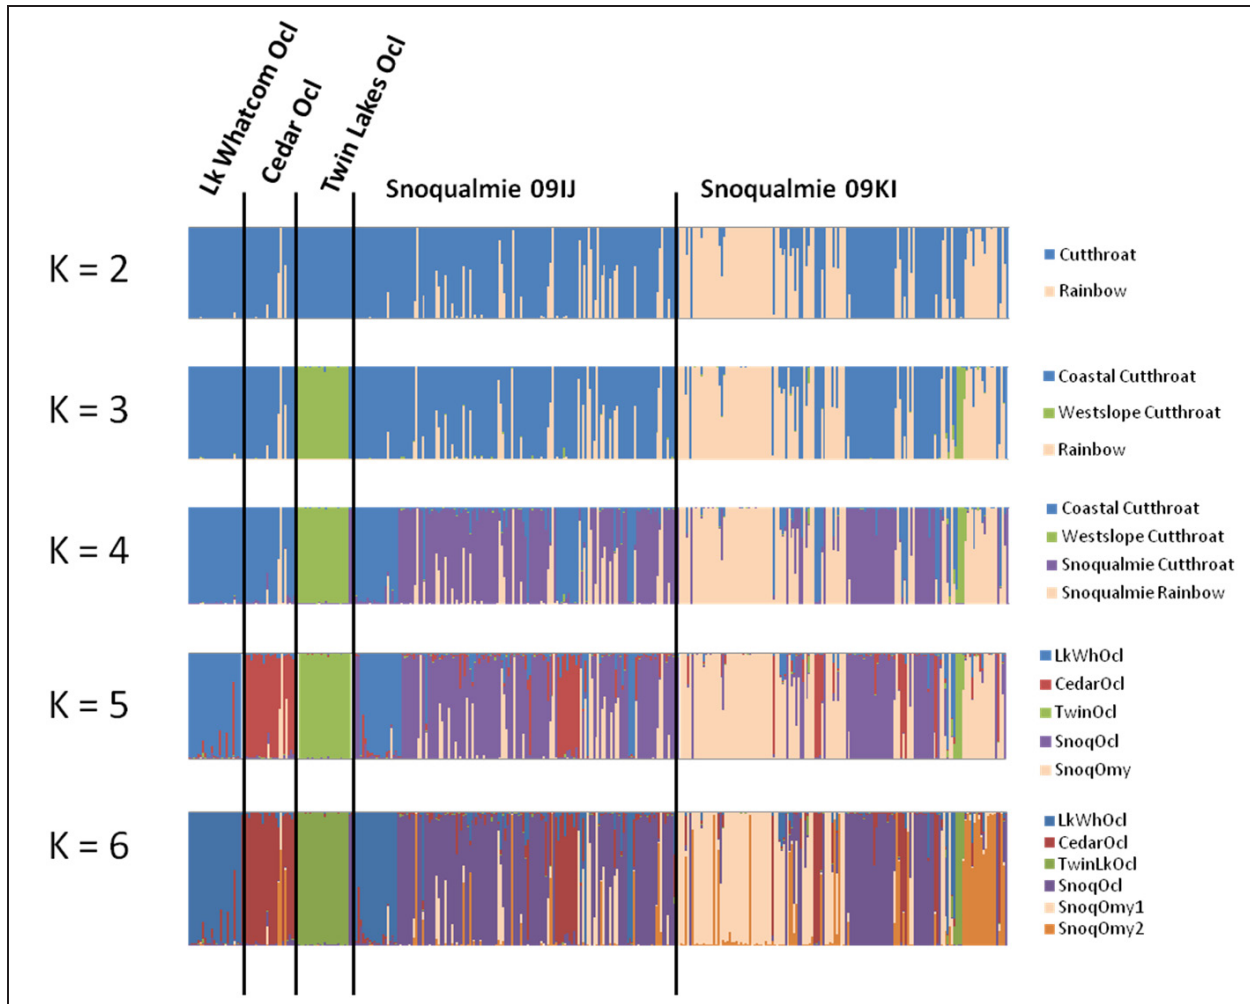 Lk Whatcom Ocl
Cedar Ocl
Twin Lakes Ocl
Snoqualmie 09IJ
Snoqualmie 09KI
K = 2
Cutthroat
Rainbow
K = 3
Coastal Cutthroat
Westslope Cutthroat
Rainbow
K = 4
Coastal Cutthroat
Westslope Cutthroat
Snoqualmie Cutthroat
Snoqualmie Rainbow
K = 5
LkWhOcl
CedarOcl
TwinOcl
SnoqOcl
SnoqOmy
K = 6
LkWhOcl
CedarOcl
TwinLkOcl
SnoqOcl
SnoqOmy1
SnoqOmy2